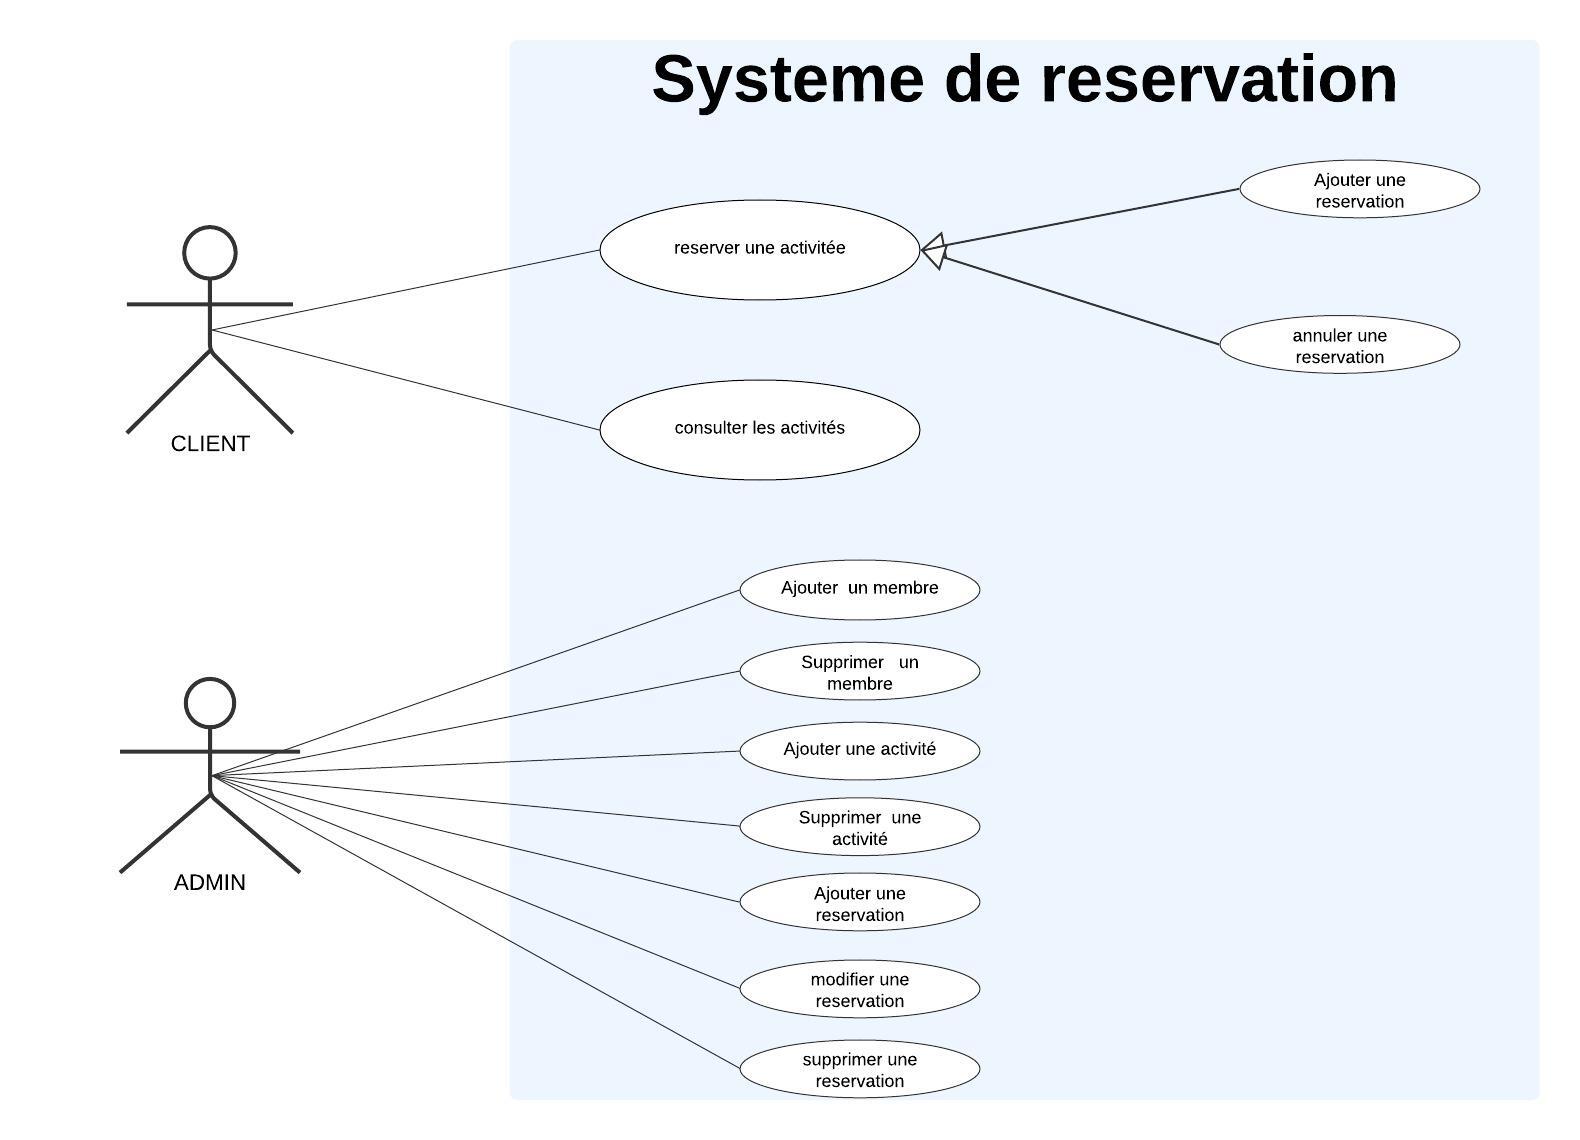 Systeme de reservation
Ajouter une
reservation
reserver une activitée
annuler une
reservation
consulter les activités
CLIENT
Ajouter  un membre
Supprimer   un
membre
Ajouter une activité
Supprimer  une
activité
ADMIN
Ajouter une
reservation
modifier une
reservation
supprimer une
reservation